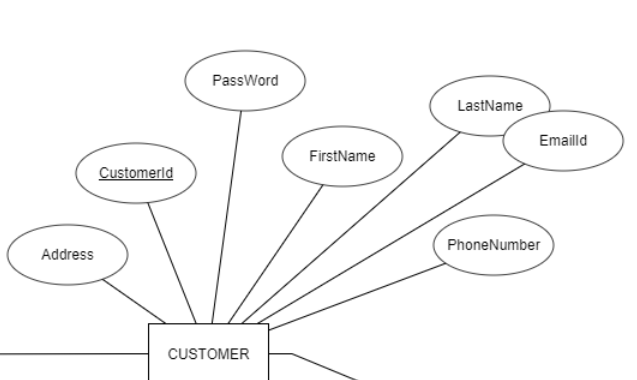 PassWord
LastName
EmailId
FirstName
CustomerId
PhoneNumber
Address
CUSTOMER